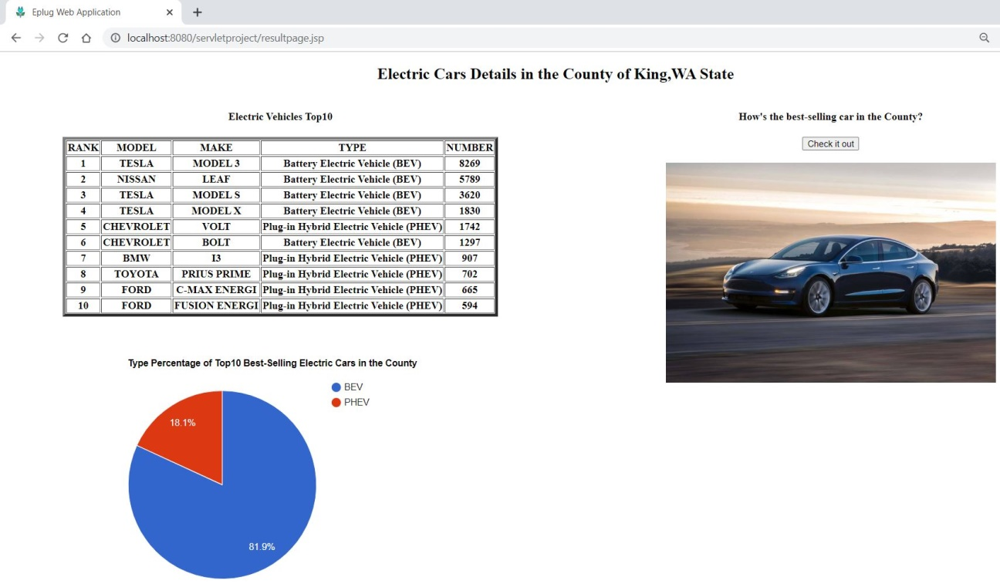 Eplug Web Application
localhost:8080/servletproject/resultpage.jsp
Electric Cars Details in the County of King,WA State
Electric Vehicles Top10
RANK MODEL MAKE TYPE NUMBER
1 TESLA MODEL 3 Battery Electric Vehicle (BEV) 8269
2 NISSAN LEAF Battery Electric Vehicle (BEV) 5789
3 TESLA MODEL S Battery Electric Vehicle (BEV) 3620
4 TESLA MODEL X Battery Electric Vehicle (BEV) 1830
5 CHEVROLET VOLT Plug-in Hybrid Electric Vehicle (PHEV) 1742
6 CHEVROLET BOLT Battery Electric Vehicle (BEV) 1297
7 BMW I3 Plug-in Hybrid Electric Vehicle (PHEV) 907
8 TOYOTA PRIUS PRIME Plug-in Hybrid Electric Vehicle (PHEV) 702
9 FORD C-MAX ENERGI Plug-in Hybrid Electric Vehicle (PHEV) 665
10 FORD FUSION ENERGI Plug-in Hybrid Electric Vehicle (PHEV) 594
How's the best-selling car in the County?
Check it out
Type Percentage of Top10 Best-Selling Electric Cars in the County
BEV
PHEV
18.1%
81.9%